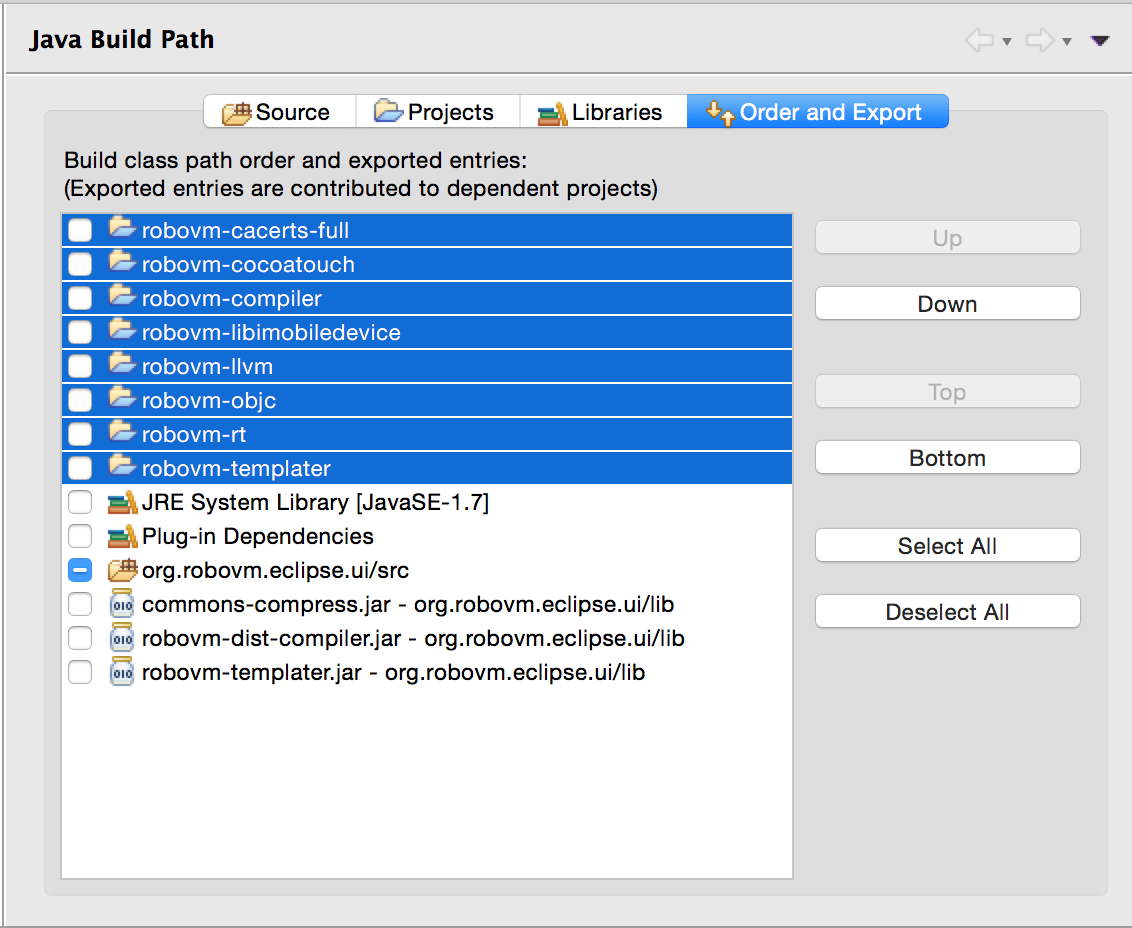 Java Build Path
Source Projects Libraries Order and Export
Build class path order and exported entries:
(Exported entries are contributed to dependent projects)
robovm-cacerts-full
robovm-cocoatouch
robovm-compiler
robovm-libimobiledevice
robovm-llvm
robovm-objc
robovm-rt
robovm-templater
JRE System Library [JavaSE-1.7]
Plug-in Dependencies
org.robovm.eclipse.ui/src
commons-compress.jar - org.robovm.eclipse.ui/lib
robovm-dist-compiler.jar - org.robovm.eclipse.ui/lib
robovm-templater.jar - org.robovm.eclipse.ui/lib
Up
Down
Top
Bottom
Select All
Deselect All